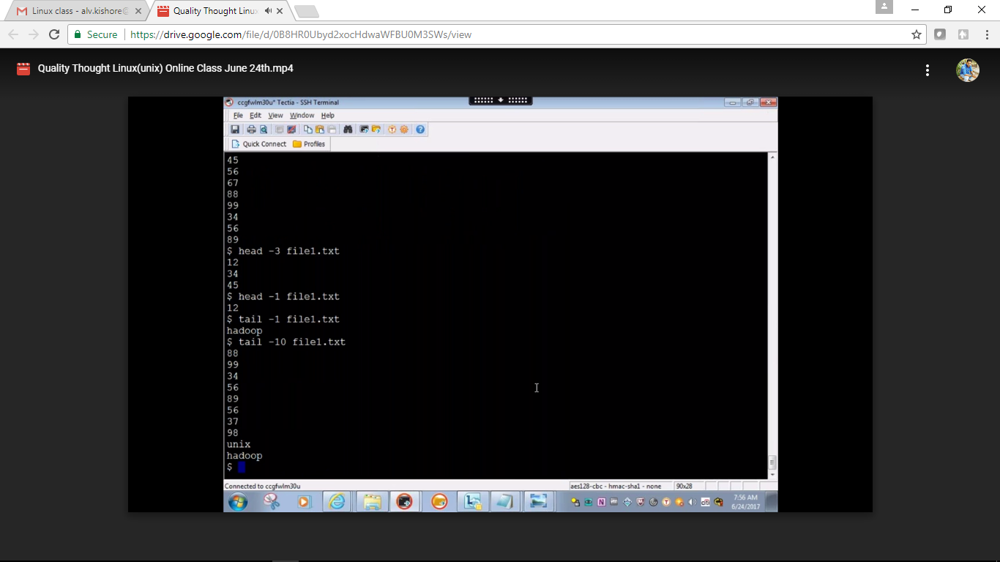 Linux class - alv.kishore@
Quality Thought Linux
Secure
https://drive.google.com/file/d/0B8HR0Ubyd2xocHdwaWFBU0M3SWs/view
Quality Thought Linux(unix) Online Class June 24th.mp4
ccgfwlm30u* Tectia - SSH Terminal
File Edit View Window Help
Quick Connect Profiles
45
56
67
88
99
34
56
89
$ head -3 file1.txt
12
34
45
$ head -1 file1.txt
12
$ tail -1 file1.txt
hadoop
$ tail -10 file1.txt
88
99
34
56
89
56
37
98
unix
hadoop
$
Connected to ccgfwlm30u
aes128-cbc - hmac-sha1 - none 90x28
7:56 AM
6/24/2017